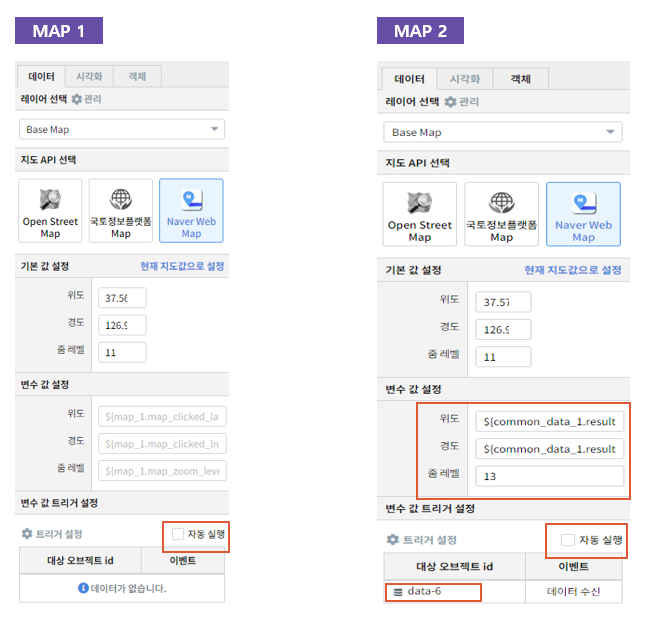 MAP 1
데이터 시각화 객체
레이어 선택 관리
Base Map
지도 API 선택
Open Street Map
국토정보플랫폼 Map
Naver Web Map
기본 값 설정 현재 지도값으로 설정
위도 37.56
경도 126.9
줌 레벨 11
변수 값 설정
위도 ${map_1.map_clicked_la
경도 ${map_1.map_clicked_ln
줌 레벨 ${map_1.map_zoom_leve
변수 값 트리거 설정
트리거 설정 자동 실행
대상 오브젝트 id 이벤트
데이터가 없습니다.
MAP 2
데이터 시각화 객체
레이어 선택 관리
Base Map
지도 API 선택
Open Street Map
국토정보플랫폼 Map
Naver Web Map
기본 값 설정 현재 지도값으로 설정
위도 37.57
경도 126.9
줌 레벨 11
변수 값 설정
위도 ${common_data_1.result
경도 ${common_data_1.result
줌 레벨 13
변수 값 트리거 설정
트리거 설정 자동 실행
대상 오브젝트 id 이벤트
data-6 데이터 수신